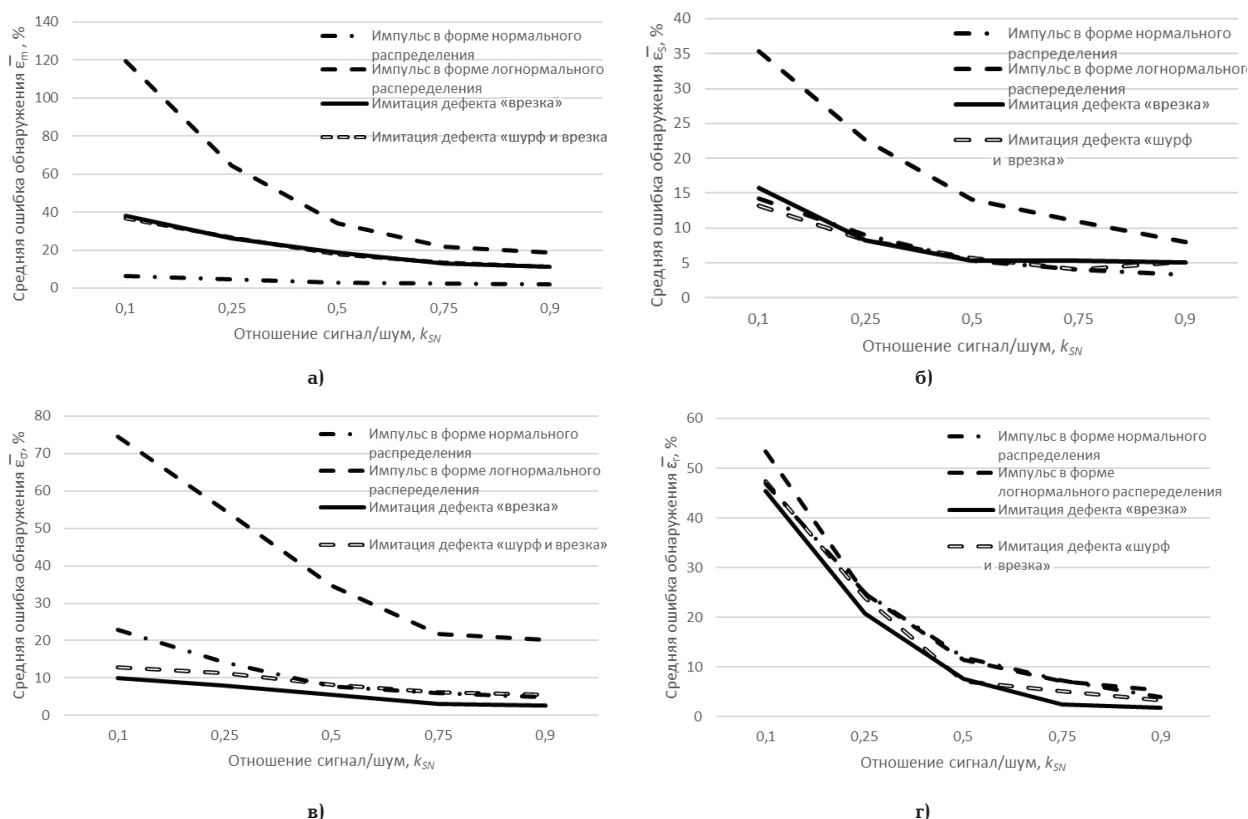 Средняя ошибка обнаружения ε̅m, %
140
120
100
80
60
40
20
0
0,1
0,25
0,5
0,75
0,9
Отношение сигнал/шум, kSN
Импульс в форме нормального
распределения
Импульс в форме логнормального
распеределения
Имитация дефекта «врезка»
Имитация дефекта «шурф и врезка
а)
Средняя ошибка обнаружения ε̅s, %
40
35
30
25
20
15
10
5
0
0,1
0,25
0,5
0,75
0,9
Отношение сигнал/шум, kSN
Импульс в форме нормального
распределения
Импульс в форме логнормального
распеределения
Имитация дефекта «врезка»
Имитация дефекта «шурф
и врезка»
б)
Средняя ошибка обнаружения ε̅σ, %
80
70
60
50
40
30
20
10
0
0,1
0,25
0,5
0,75
0,9
Отношение сигнал/шум, kSN
Импульс в форме нормального
распределения
Импульс в форме логнормального
распеределения
Имитация дефекта «врезка»
Имитация дефекта «шурф и врезка»
в)
Средняя ошибка обнаружения ε̅r, %
60
50
40
30
20
10
0
0,1
0,25
0,5
0,75
0,9
Отношение сигнал/шум, kSN
Импульс в форме нормального
распределения
Импульс в форме
логнормального распеределения
Имитация дефекта «врезка»
Имитация дефекта «шурф
и врезка»
г)